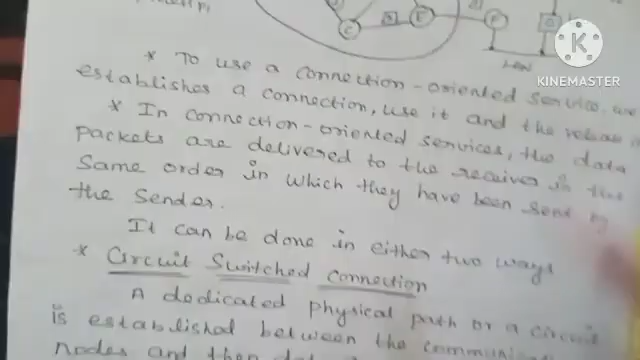 C
E
F
LAN
K
KINEMASTER
* To use a connection-oriented service, we
establishes a connection, use it and the release
* In connection-oriented services, the data
packets are delivered to the receiver in the
same order in which they have been send by
the sender.
It can be done in either two ways
* Circuit Switched Connection
A dedicated physical path or a circuit
is established between the
nodes and then